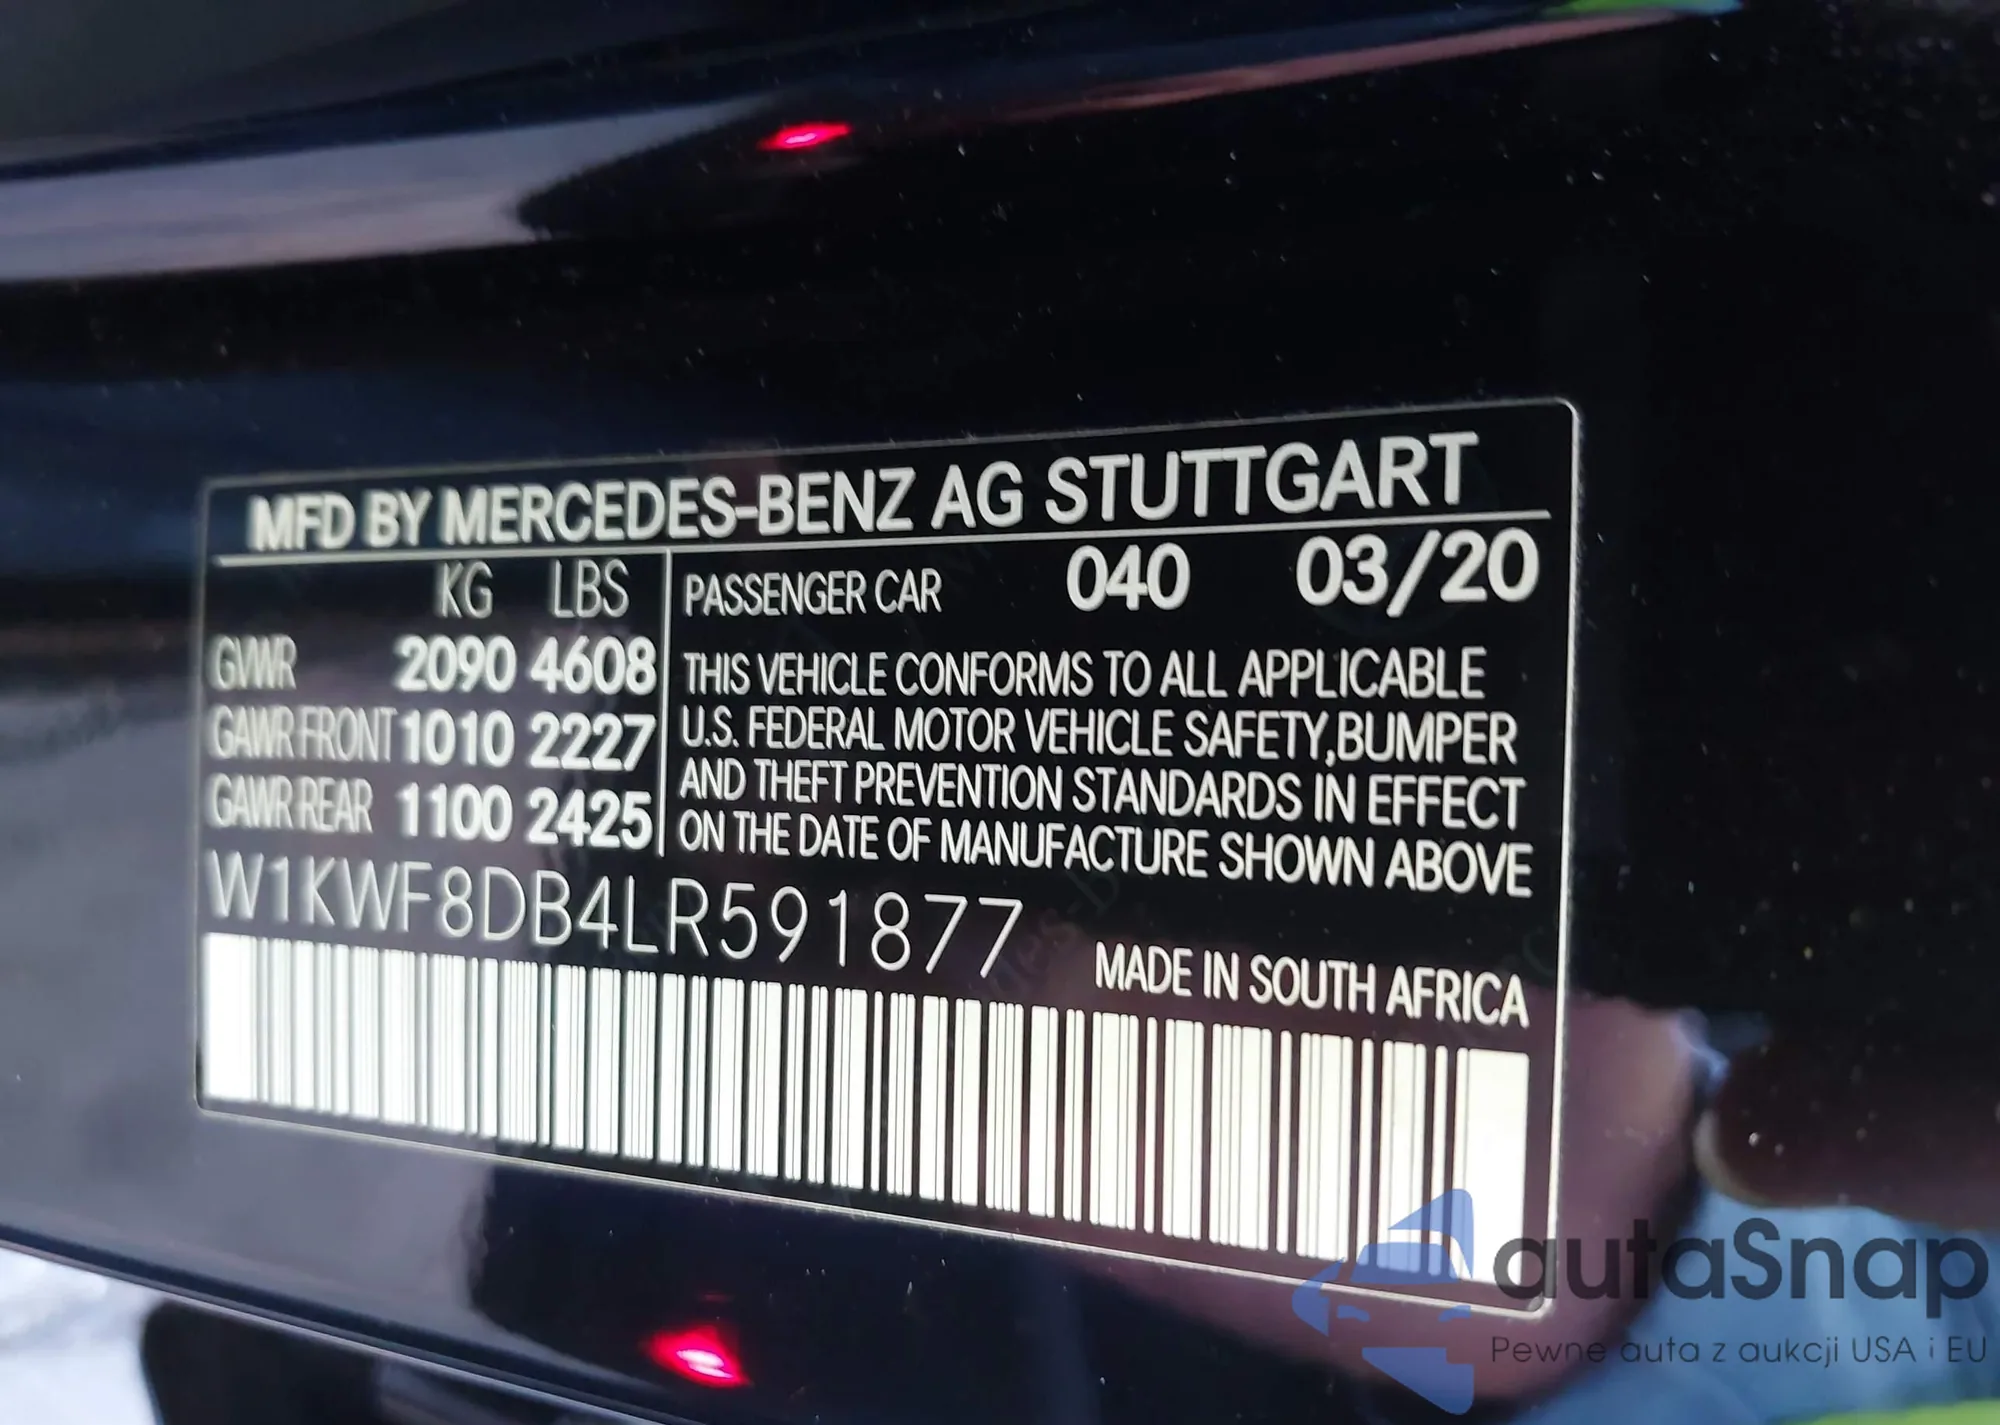 MFD BY MERCEDES-BENZ AG STUTTGART
KG LBS
GVWR 2090 4608
GAWR FRONT 1010 2227
GAWR REAR 1100 2425
PASSENGER CAR 040 03/20
THIS VEHICLE CONFORMS TO ALL APPLICABLE
U.S. FEDERAL MOTOR VEHICLE SAFETY,BUMPER
AND THEFT PREVENTION STANDARDS IN EFFECT
ON THE DATE OF MANUFACTURE SHOWN ABOVE
W1KWF8DB4LR591877
MADE IN SOUTH AFRICA
autaSnap
Pewne auta z aukcji USA i EU